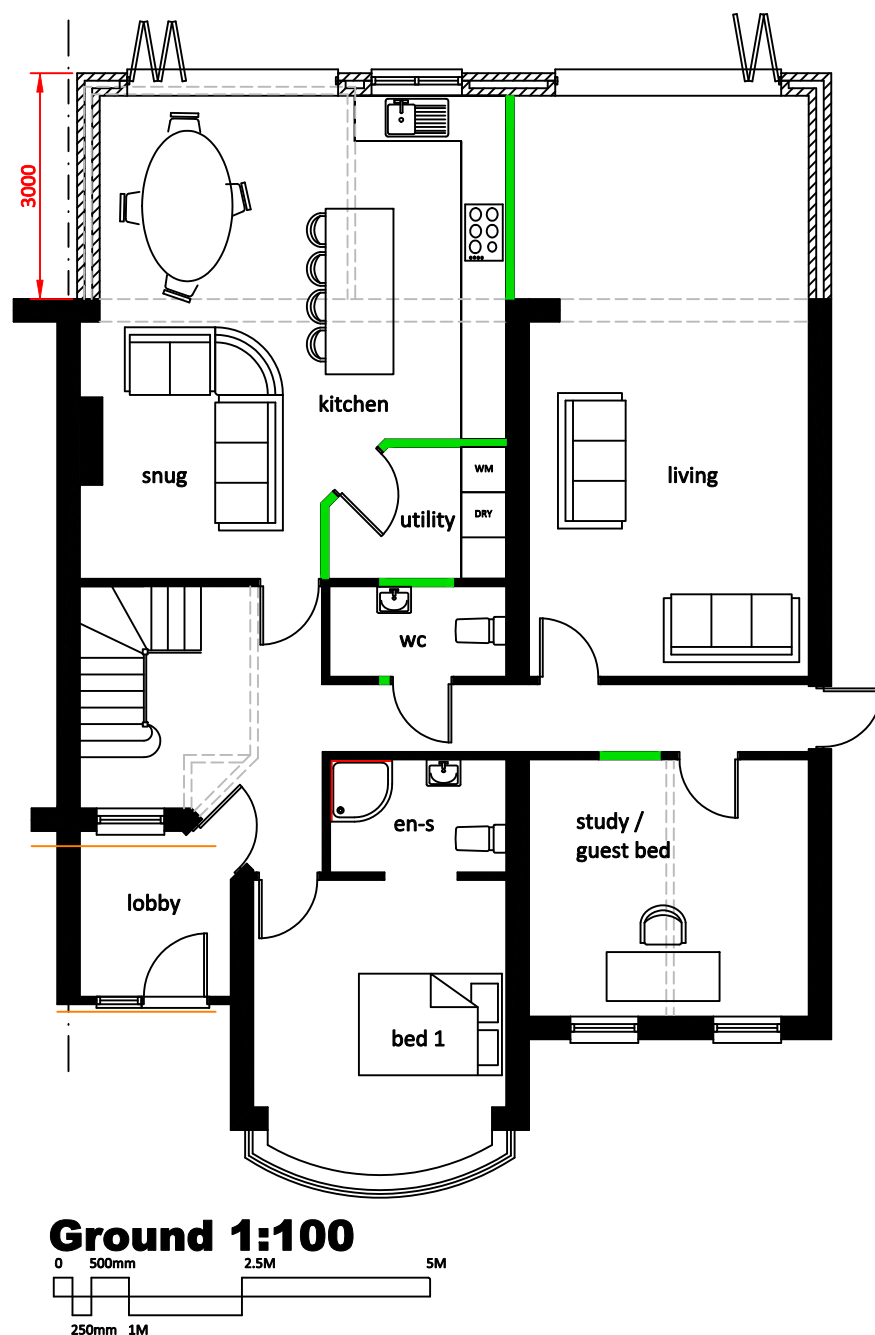 3000
kitchen
snug
WM
living
DRY
utility
wc
en-s
study /
guest bed
lobby
bed 1
Ground 1:100
0 500mm 2.5M 5M
250mm 1M